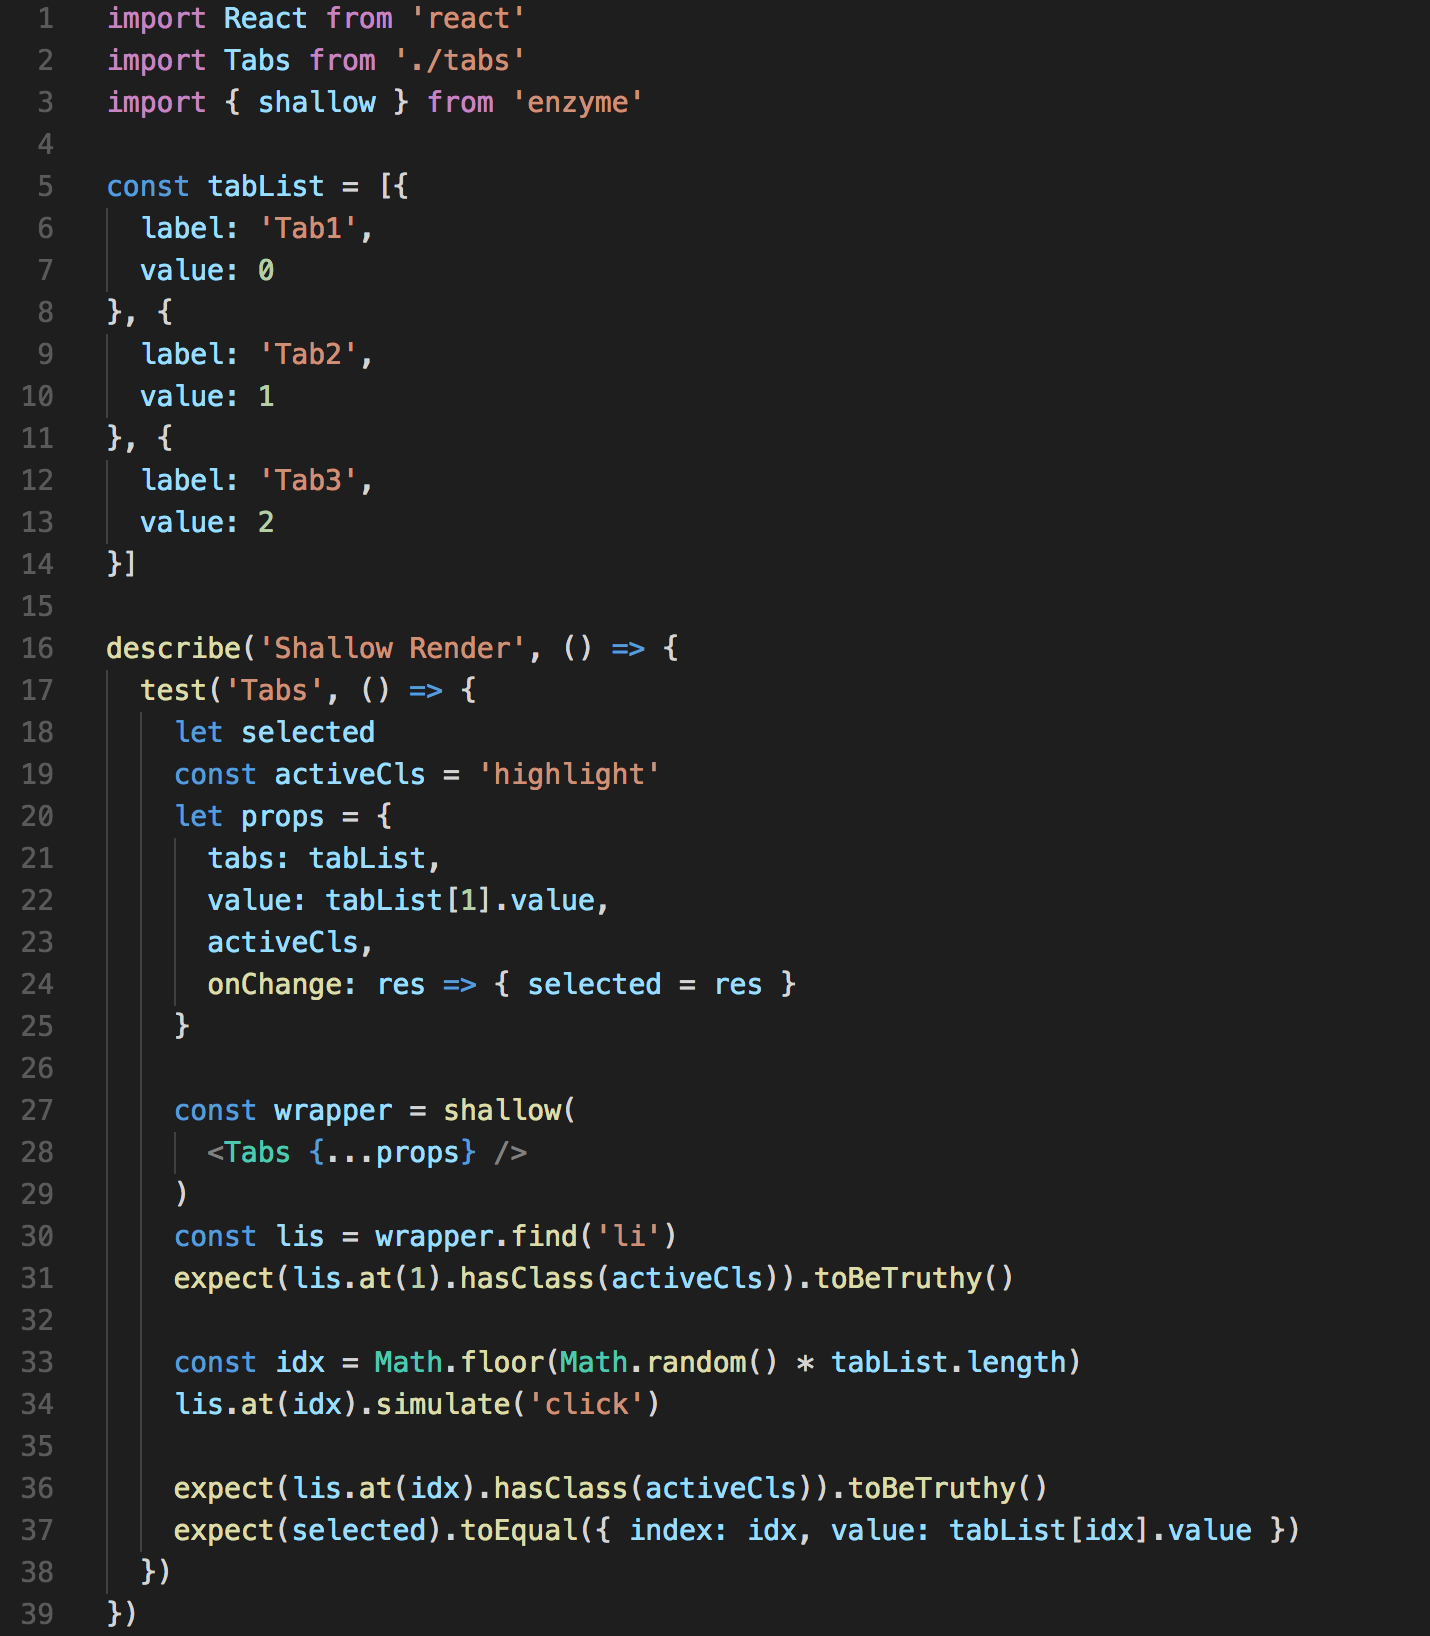 1 import React from 'react'
2 import Tabs from './tabs'
3 import { shallow } from 'enzyme'
4
5 const tabList = [{
6   label: 'Tab1',
7   value: 0
8 }, {
9   label: 'Tab2',
10   value: 1
11 }, {
12   label: 'Tab3',
13   value: 2
14 }]
15
16 describe('Shallow Render', () => {
17   test('Tabs', () => {
18     let selected
19     const activeCls = 'highlight'
20     let props = {
21       tabs: tabList,
22       value: tabList[1].value,
23       activeCls,
24       onChange: res => { selected = res }
25     }
26
27     const wrapper = shallow(
28       <Tabs {...props} />
29     )
30     const lis = wrapper.find('li')
31     expect(lis.at(1).hasClass(activeCls)).toBeTruthy()
32
33     const idx = Math.floor(Math.random() * tabList.length)
34     lis.at(idx).simulate('click')
35
36     expect(lis.at(idx).hasClass(activeCls)).toBeTruthy()
37     expect(selected).toEqual({ index: idx, value: tabList[idx].value })
38   })
39 })